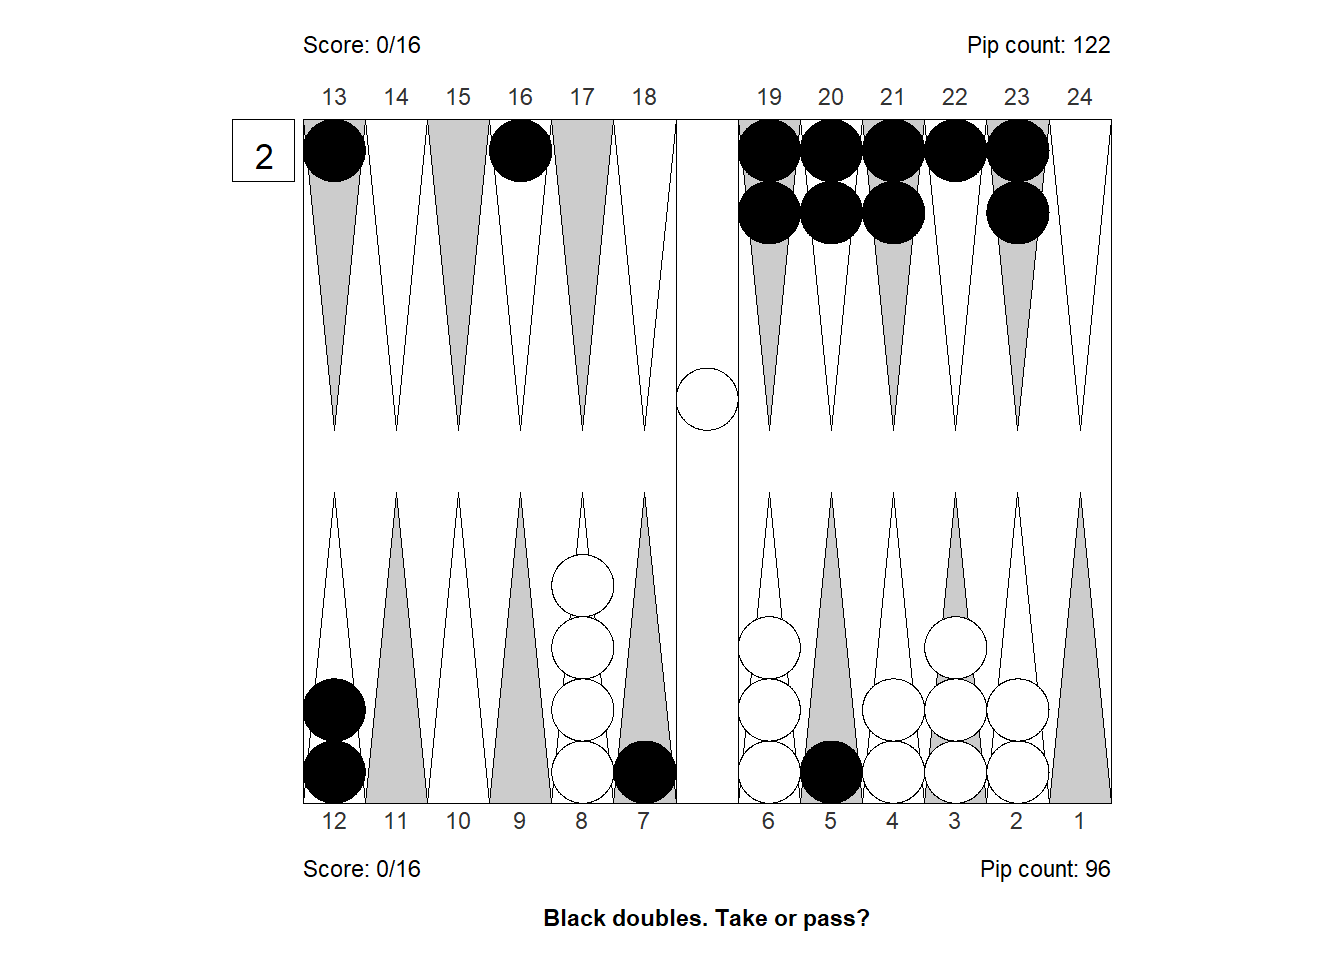 Score: 0/16 Pip count: 122
13 14 15 16 17 18 19 20 21 22 23 24
2
12 11 10 9 8 7 6 5 4 3 2 1
Score: 0/16 Pip count: 96
Black doubles. Take or pass?